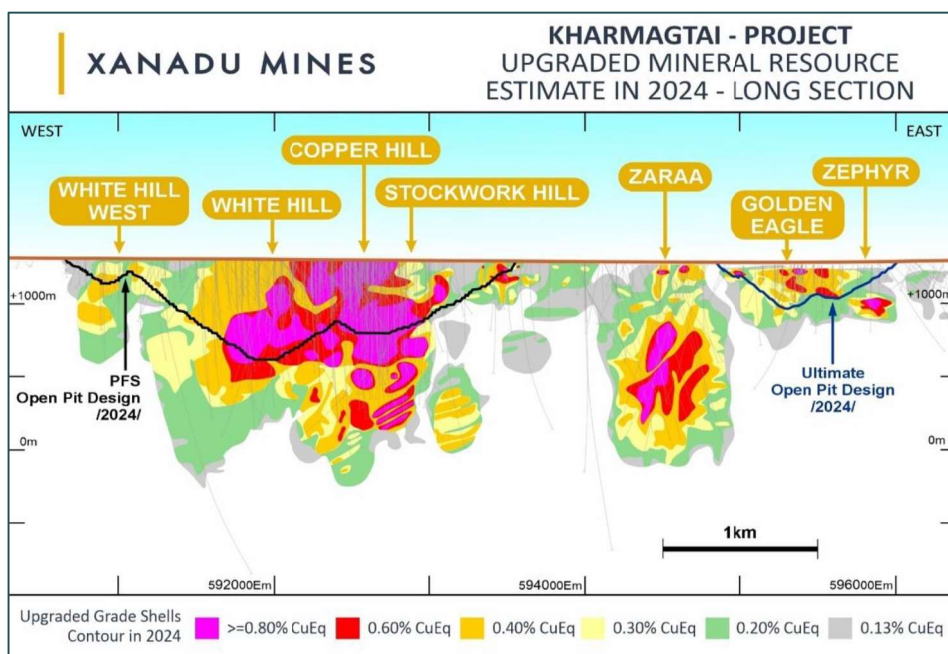 XANADU MINES
KHARMAGTAI - PROJECT
UPGRADED MINERAL RESOURCE
ESTIMATE IN 2024 - LONG SECTION
WEST
EAST
COPPER HILL
WHITE HILL
WEST
WHITE HILL
STOCKWORK HILL
ZARAA
GOLDEN
EAGLE
ZEPHYR
+1000m
+1000m
PFS
Open Pit Design
/2024/
Ultimate
Open Pit Design
/2024/
0m
0m
1km
592000Em
594000Em
596000Em
Upgraded Grade Shells
Contour in 2024
>=0.80% CuEq
0.60% CuEq
0.40% CuEq
0.30% CuEq
0.20% CuEq
0.13% CuEq